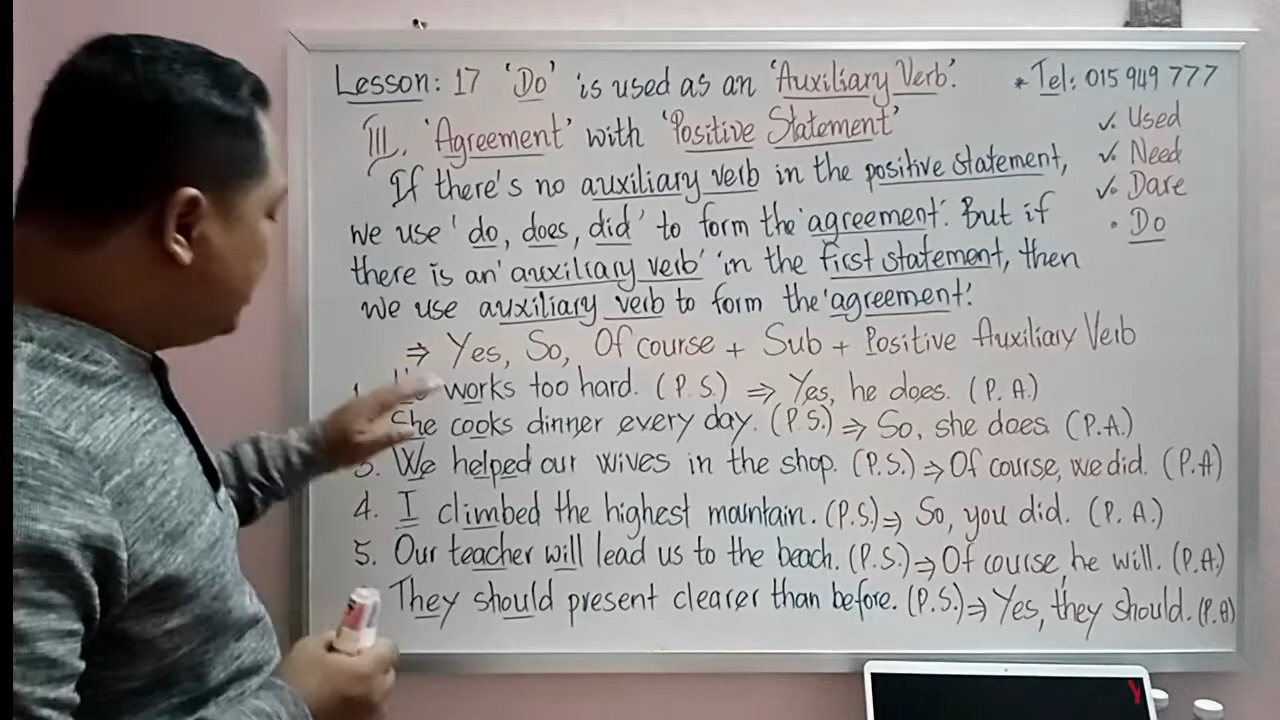 Lesson: 17 'Do' is used as an 'Auxiliary Verb'.
* Tel: 015 949 777
III. 'Agreement' with 'Positive Statement'
✓. Used
✓. Need
✓. Dare
• Do
If there's no auxiliary verb in the positive statement,
we use 'do, does, did' to form the 'agreement'. But if
there is an 'auxiliary verb' in the first statement, then
we use auxiliary verb to form the 'agreement'.
⇒ Yes, So, Of course + Sub + Positive Auxiliary Verb
works too hard. (P.S.) ⇒ Yes, he does. (P.A.)
She cooks dinner every day. (P.S.) ⇒ So, she does. (P.A.)
3. We helped our wives in the shop. (P.S.) ⇒ Of course, we did. (P.A)
4. I climbed the highest mountain. (P.S.) ⇒ So, you did. (P.A.)
5. Our teacher will lead us to the beach. (P.S.) ⇒ Of course, he will. (P.A.)
They should present clearer than before. (P.S.) ⇒ Yes, they should. (P.A)
Y